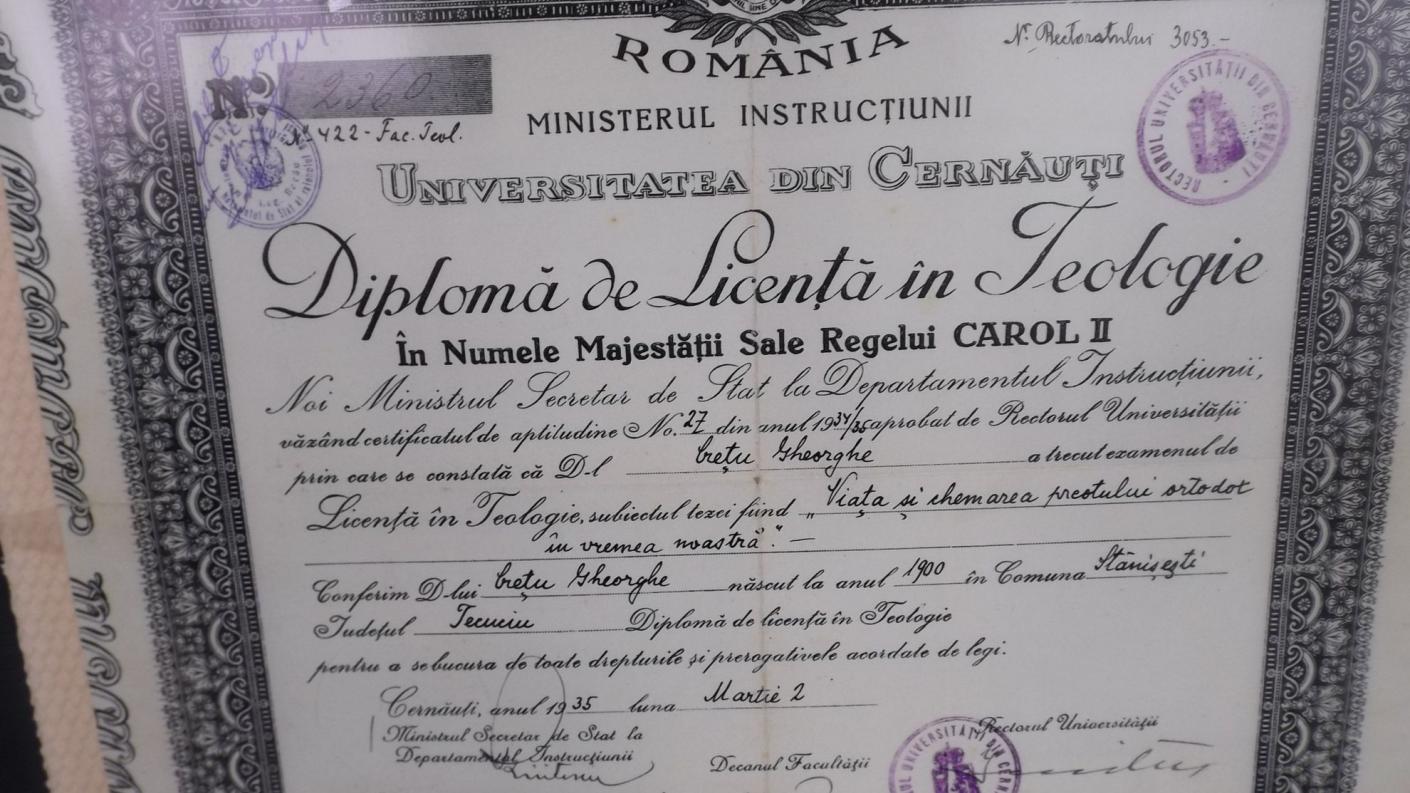 ROMÂNIA
Nº Rectoratului 3053.-
Nº 2360
Nº 422-Fac. Teol.
MINISTERUL INSTRUCȚIUNII
RECTORUL UNIVERSITĂȚII DIN CERNĂUȚI
UNIVERSITATEA DIN CERNĂUȚI
Diplomă de Licență în Teologie
În Numele Majestății Sale Regelui CAROL II
Noi Ministrul Secretar de Stat la Departamentul Instrucțiunii,
văzând certificatul de aptitudine No. 27 din anul 1934/35 aprobat de Rectorul Universității
prin care se constată că D-l Crețu Gheorghe a trecut examenul de
Licență în Teologie, subiectul tezei fiind „Viața și chemarea preotului ortodox
în vremea noastră". —
Conferim D-lui Crețu Gheorghe născut la anul 1900 în Comuna Stănișești
Județul Tecuciu Diplomă de licență în Teologie
pentru a se bucura de toate drepturile și prerogativele acordate de legi.
Cernăuți, anul 1935 luna Martie 2
Ministrul Secretar de Stat la
Departamentul Instrucțiunii
Decanul Facultății
Rectorul Universității